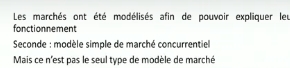 Les marchés ont été modélisés afin de pouvoir expliquer leu
fonctionnement
Seconde : modèle simple de marché concurrentiel
Mais ce n'est pas le seul type de modèle de marché